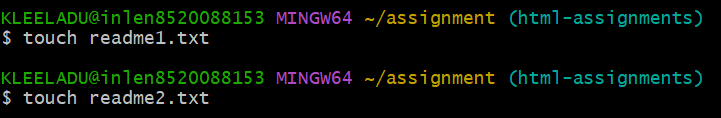 KLEELADU@inlen8520088153 MINGW64 ~/assignment (html-assignments)
$ touch readme1.txt
KLEELADU@inlen8520088153 MINGW64 ~/assignment (html-assignments)
$ touch readme2.txt